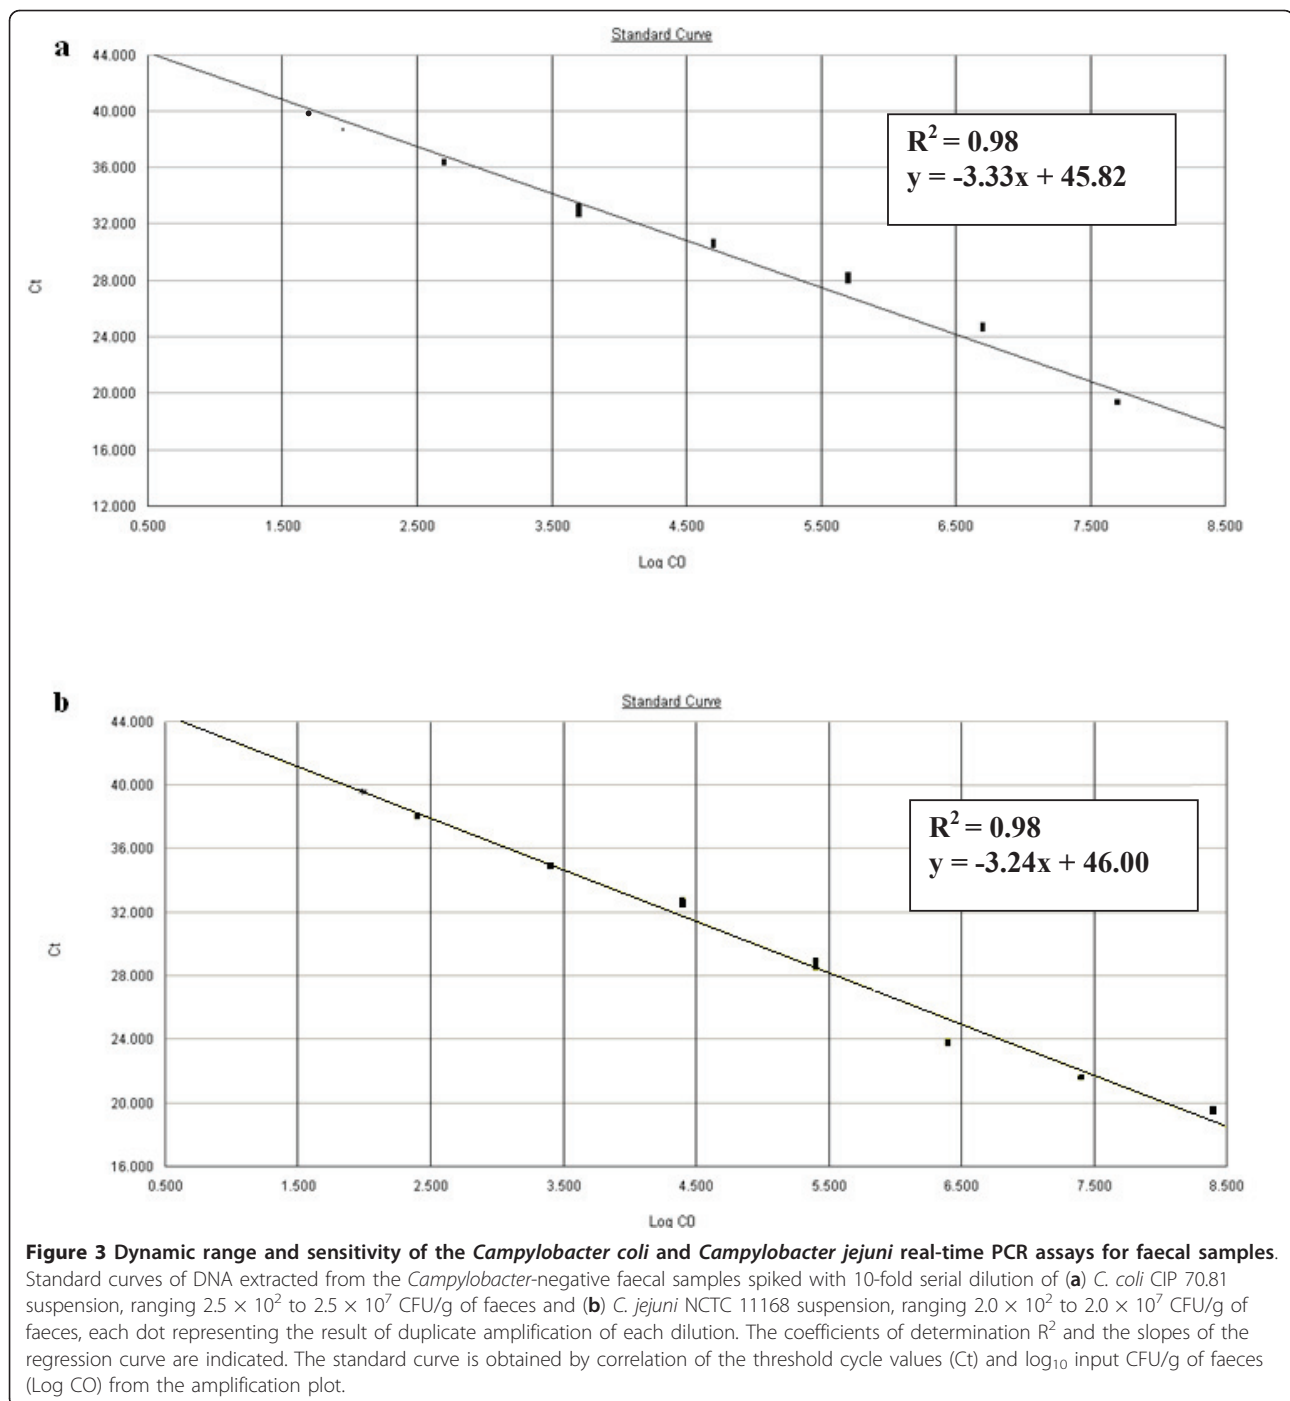 a
Standard Curve
44.000
40.000
36.000
32.000
28.000
24.000
20.000
16.000
12.000
Ct
R² = 0.98
y = -3.33x + 45.82
0.500 1.500 2.500 3.500 4.500 5.500 6.500 7.500 8.500
Log CO
b
Standard Curve
44.000
40.000
36.000
32.000
28.000
24.000
20.000
16.000
Ct
R² = 0.98
y = -3.24x + 46.00
0.500 1.500 2.500 3.500 4.500 5.500 6.500 7.500 8.500
Log CO
Figure 3 Dynamic range and sensitivity of the Campylobacter coli and Campylobacter jejuni real-time PCR assays for faecal samples.
Standard curves of DNA extracted from the Campylobacter-negative faecal samples spiked with 10-fold serial dilution of (a) C. coli CIP 70.81
suspension, ranging 2.5 × 10² to 2.5 × 10⁷ CFU/g of faeces and (b) C. jejuni NCTC 11168 suspension, ranging 2.0 × 10² to 2.0 × 10⁷ CFU/g of
faeces, each dot representing the result of duplicate amplification of each dilution. The coefficients of determination R² and the slopes of the
regression curve are indicated. The standard curve is obtained by correlation of the threshold cycle values (Ct) and log₁₀ input CFU/g of faeces
(Log CO) from the amplification plot.